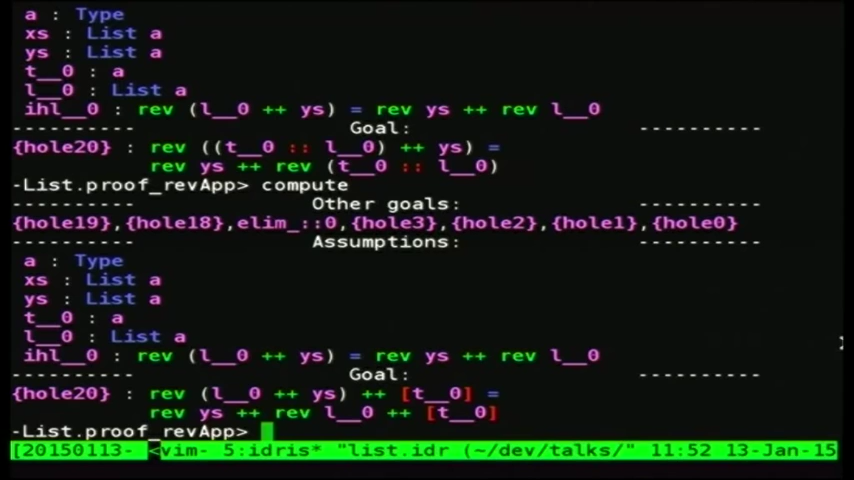 a : Type
xs : List a
ys : List a
t__0 : a
l__0 : List a
ihl__0 : rev (l__0 ++ ys) = rev ys ++ rev l__0
---------- Goal: ----------
{hole20} : rev ((t__0 :: l__0) ++ ys) =
rev ys ++ rev (t__0 :: l__0)
-List.proof_revApp> compute
---------- Other goals: ----------
{hole19},{hole18},elim_::0,{hole3},{hole2},{hole1},{hole0}
---------- Assumptions: ----------
a : Type
xs : List a
ys : List a
t__0 : a
l__0 : List a
ihl__0 : rev (l__0 ++ ys) = rev ys ++ rev l__0
---------- Goal: ----------
{hole20} : rev (l__0 ++ ys) ++ [t__0] =
rev ys ++ rev l__0 ++ [t__0]
-List.proof_revApp>
[20150113- <vim- 5:idris* "list.idr (~/dev/talks/" 11:52 13-Jan-15